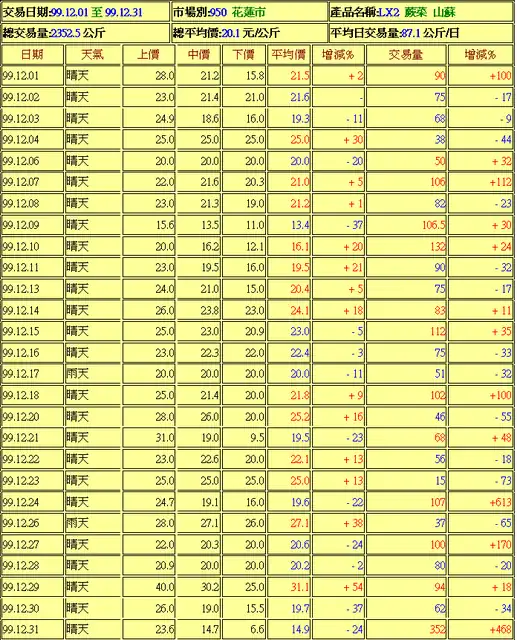 交易日期:99.12.01 至 99.12.31 市場別:950 花蓮市 產品名稱:LX2 蕨菜 山蘇
總交易量:2352.5 公斤 總平均價:20.1 元/公斤 平均日交易量:87.1 公斤/日
日期 天氣 上價 中價 下價 平均價 增減% 交易量 增減%
99.12.01 晴天 28.0 21.2 15.8 21.5 + 2 90 +100
99.12.02 晴天 23.0 21.4 21.0 21.6 - 75 - 17
99.12.03 晴天 24.9 18.6 16.0 19.3 - 11 68 - 9
99.12.04 晴天 25.0 25.0 25.0 25.0 + 30 38 - 44
99.12.06 晴天 20.0 20.0 20.0 20.0 - 20 50 + 32
99.12.07 晴天 22.0 21.6 20.3 21.0 + 5 106 +112
99.12.08 晴天 23.0 21.3 19.0 21.2 + 1 82 - 23
99.12.09 晴天 15.6 13.5 11.0 13.4 - 37 106.5 + 30
99.12.10 晴天 20.0 16.2 12.1 16.1 + 20 132 + 24
99.12.11 晴天 23.0 19.5 16.0 19.5 + 21 90 - 32
99.12.13 晴天 24.0 21.0 15.0 20.4 + 5 75 - 17
99.12.14 晴天 26.0 23.8 23.0 24.1 + 18 83 + 11
99.12.15 晴天 25.0 23.0 20.9 23.0 - 5 112 + 35
99.12.16 晴天 23.0 22.3 22.0 22.4 - 3 75 - 33
99.12.17 雨天 20.0 20.0 20.0 20.0 - 11 51 - 32
99.12.18 晴天 25.0 21.4 20.0 21.8 + 9 102 +100
99.12.20 晴天 28.0 26.0 20.0 25.2 + 16 46 - 55
99.12.21 晴天 31.0 19.0 9.5 19.5 - 23 68 + 48
99.12.22 晴天 23.0 22.6 20.0 22.1 + 13 56 - 18
99.12.23 晴天 25.0 25.0 25.0 25.0 + 13 15 - 73
99.12.24 晴天 24.7 19.1 16.0 19.6 - 22 107 +613
99.12.26 雨天 28.0 27.1 26.0 27.1 + 38 37 - 65
99.12.27 晴天 22.0 20.3 20.0 20.6 - 24 100 +170
99.12.28 晴天 20.9 20.0 20.0 20.2 - 2 80 - 20
99.12.29 晴天 40.0 30.2 25.0 31.1 + 54 94 + 18
99.12.30 晴天 26.0 19.0 15.5 19.7 - 37 62 - 34
99.12.31 晴天 23.6 14.7 6.6 14.9 - 24 352 +468